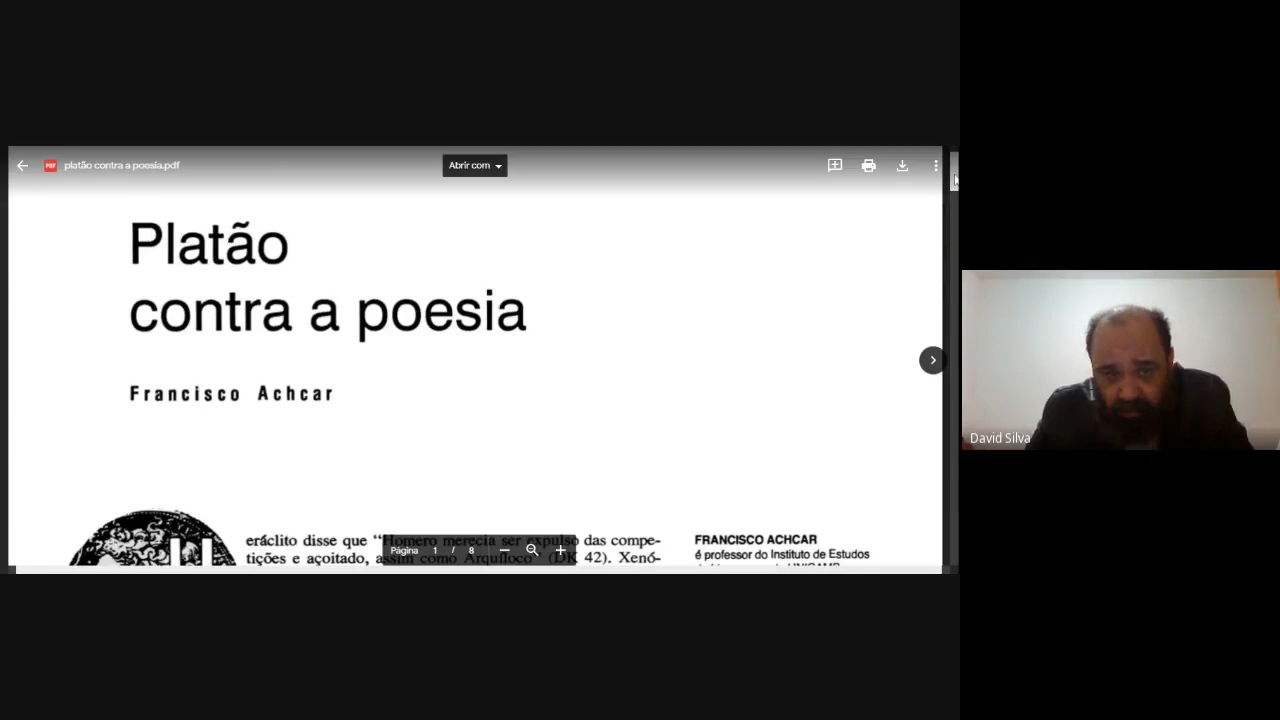 platão contra a poesia.pdf
Abrir com
Platão
contra a poesia
Francisco Achcar
H
eráclito disse que “Homero merecia ser expulso das compe-
tições e açoitado, assim como Arquíloco” (DK 42). Xenó-
FRANCISCO ACHCAR
é professor do Instituto de Estudos
Página 1 / 8
David Silva